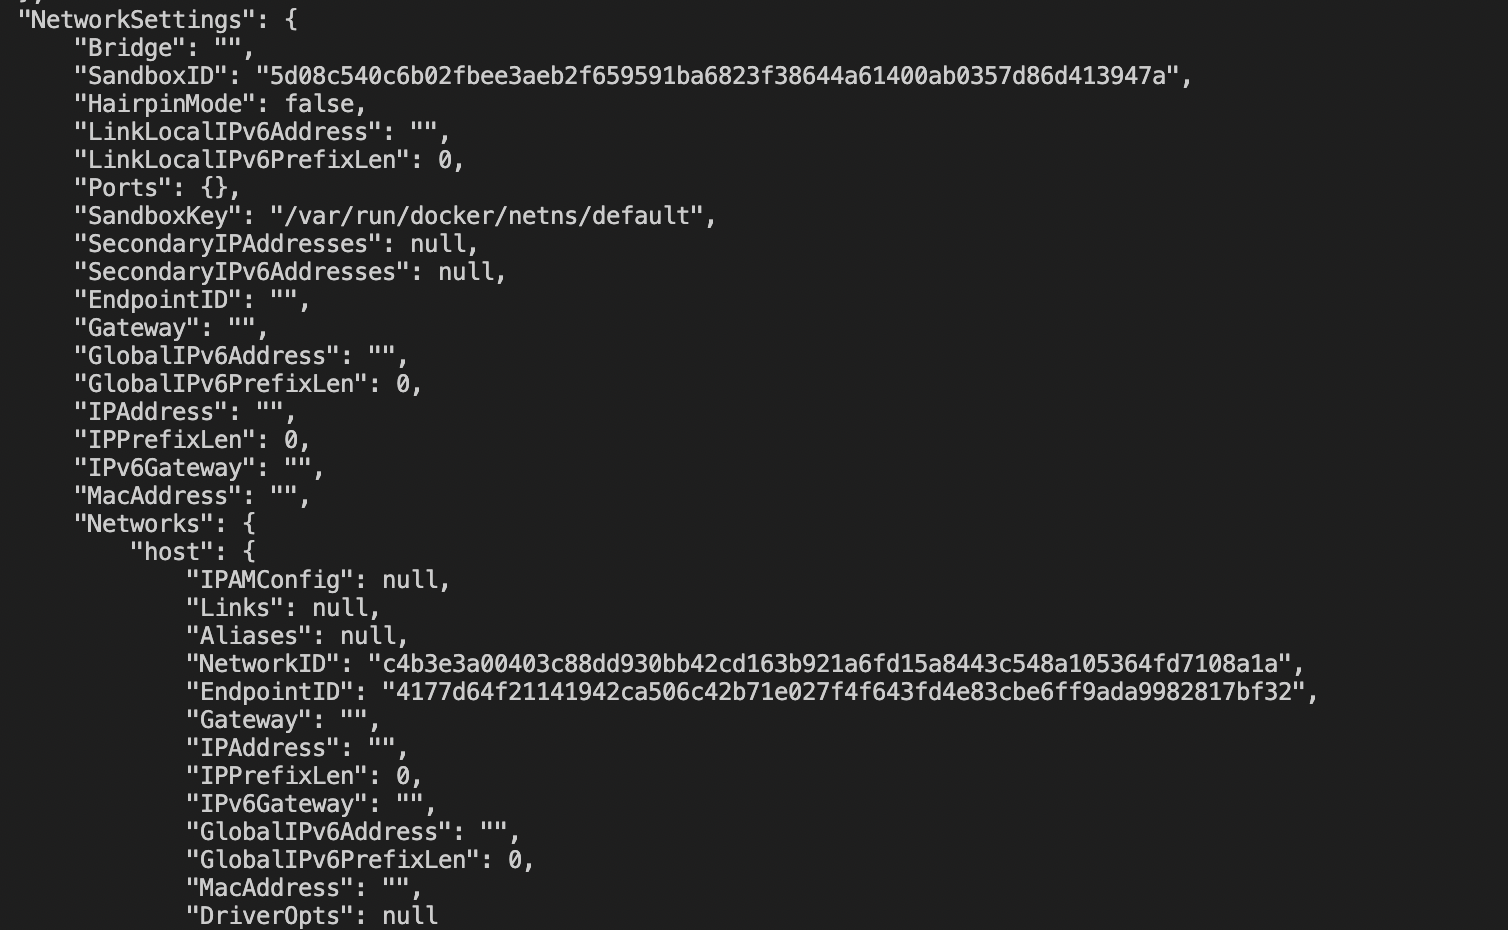 "NetworkSettings": {
"Bridge": "",
"SandboxID": "5d08c540c6b02fbee3aeb2f659591ba6823f38644a61400ab0357d86d413947a",
"HairpinMode": false,
"LinkLocalIPv6Address": "",
"LinkLocalIPv6PrefixLen": 0,
"Ports": {},
"SandboxKey": "/var/run/docker/netns/default",
"SecondaryIPAddresses": null,
"SecondaryIPv6Addresses": null,
"EndpointID": "",
"Gateway": "",
"GlobalIPv6Address": "",
"GlobalIPv6PrefixLen": 0,
"IPAddress": "",
"IPPrefixLen": 0,
"IPv6Gateway": "",
"MacAddress": "",
"Networks": {
"host": {
"IPAMConfig": null,
"Links": null,
"Aliases": null,
"NetworkID": "c4b3e3a00403c88dd930bb42cd163b921a6fd15a8443c548a105364fd7108a1a",
"EndpointID": "4177d64f21141942ca506c42b71e027f4f643fd4e83cbe6ff9ada9982817bf32",
"Gateway": "",
"IPAddress": "",
"IPPrefixLen": 0,
"IPv6Gateway": "",
"GlobalIPv6Address": "",
"GlobalIPv6PrefixLen": 0,
"MacAddress": "",
"DriverOpts": null